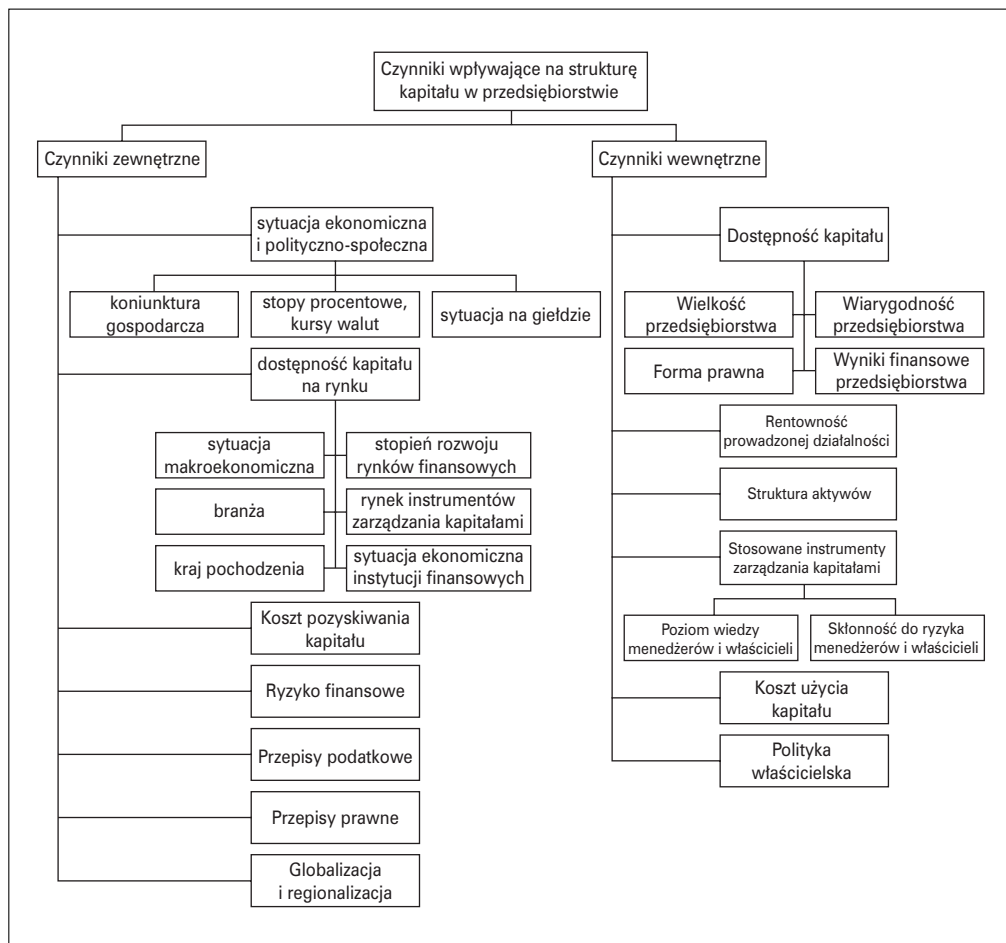 Czynniki wpływające na strukturę
kapitału w przedsiębiorstwie
Czynniki zewnętrzne
sytuacja ekonomiczna
i polityczno-społeczna
koniunktura
gospodarcza
stopy procentowe,
kursy walut
sytuacja na giełdzie
dostępność kapitału
na rynku
sytuacja
makroekonomiczna
stopień rozwoju
rynków finansowych
branża
rynek instrumentów
zarządzania kapitałami
kraj pochodzenia
sytuacja ekonomiczna
instytucji finansowych
Koszt pozyskiwania
kapitału
Ryzyko finansowe
Przepisy podatkowe
Przepisy prawne
Globalizacja
i regionalizacja
Czynniki wewnętrzne
Dostępność kapitału
Wielkość
przedsiębiorstwa
Wiarygodność
przedsiębiorstwa
Forma prawna
Wyniki finansowe
przedsiębiorstwa
Rentowność
prowadzonej działalności
Struktura aktywów
Stosowane instrumenty
zarządzania kapitałami
Poziom wiedzy
menedżerów i właścicieli
Skłonność do ryzyka
menedżerów i właścicieli
Koszt użycia
kapitału
Polityka
właścicielska